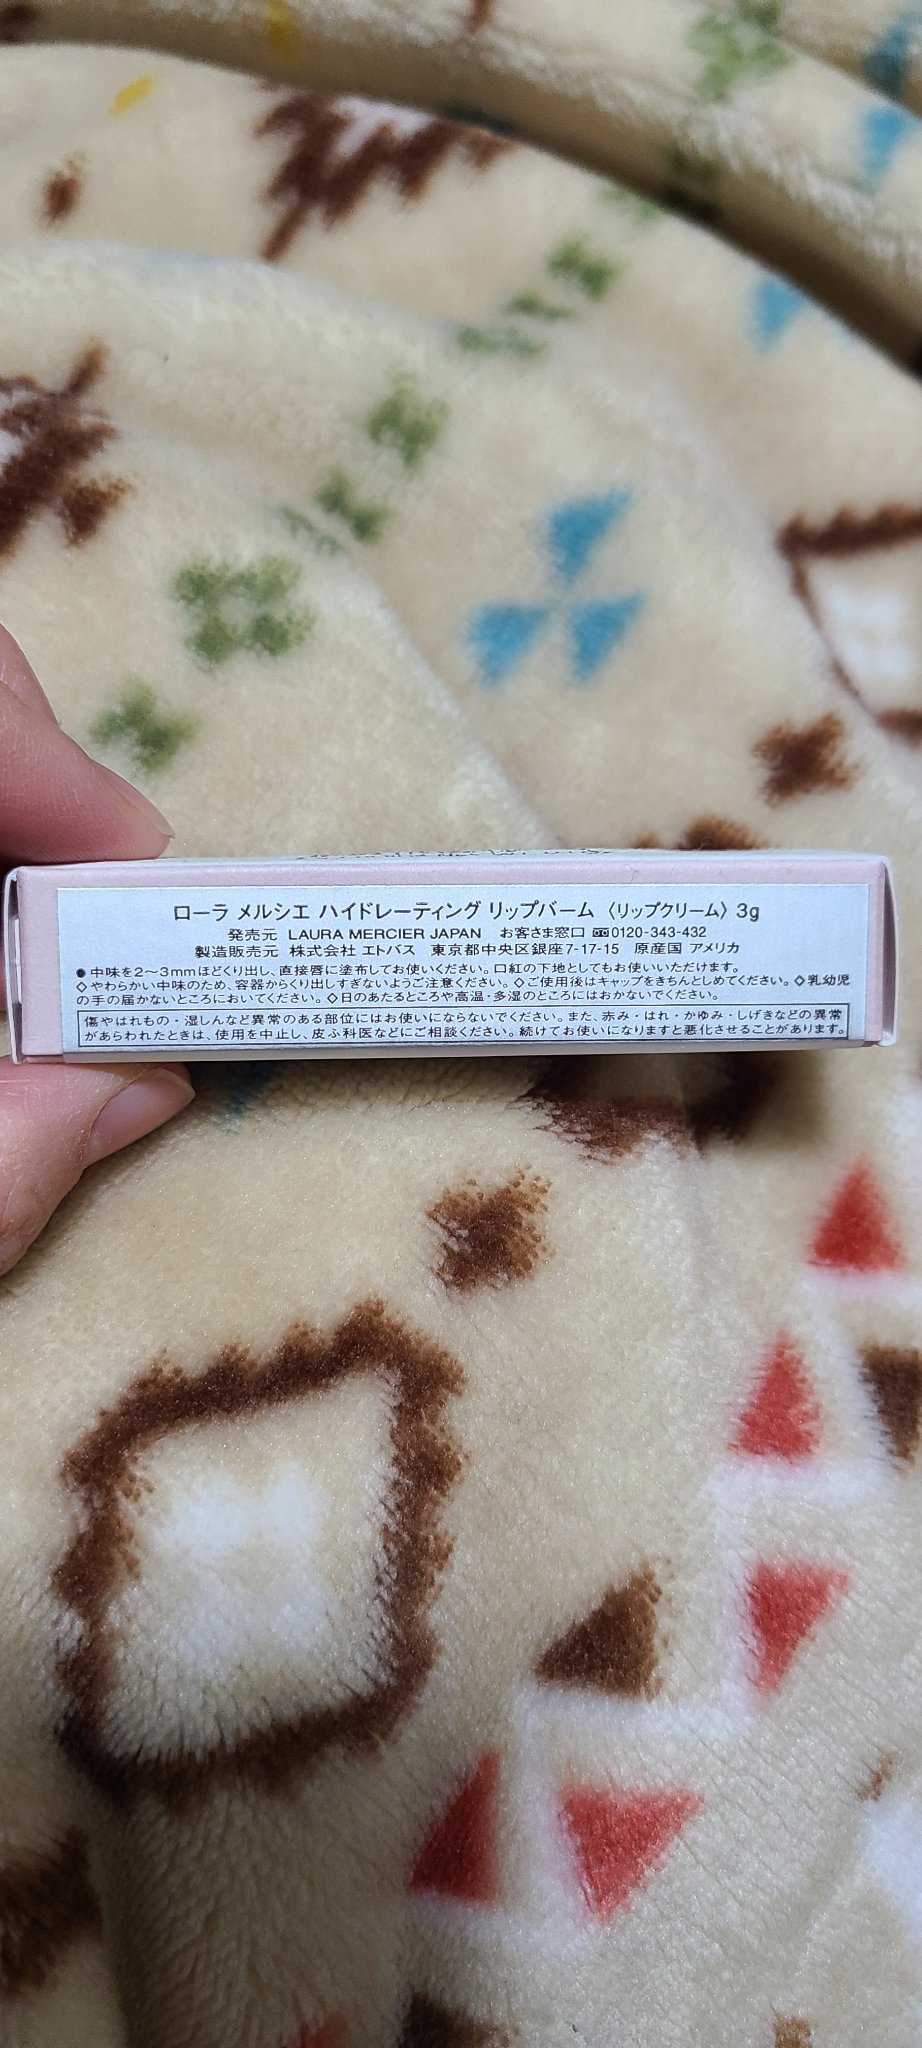 ローラ メルシエ ハイドレーティング リップバーム 〈リップクリーム〉 3g
発売元 LAURA MERCIER JAPAN お客さま窓口 0120-343-432
製造販売元 株式会社 エトバス 東京都中央区銀座7-17-15 原産国 アメリカ
●中味を2〜3mmほどくり出し、直接唇に塗布してお使いください。口紅の下地としてもお使いいただけます。
◇やわらかい中味のため、容器からくり出しすぎないようご注意ください。◇ご使用後はキャップをきちんとしめてください。◇乳幼児
の手の届かないところにおいてください。◇日のあたるところや高温・多湿のところにはおかないでください。
傷やはれもの・湿しんなど異常のある部位にはお使いにならないでください。また、赤み・はれ・かゆみ・しげきなどの異常
があらわれたときは、使用を中止し、皮ふ科医などにご相談ください。続けてお使いになりますと悪化させることがあります。